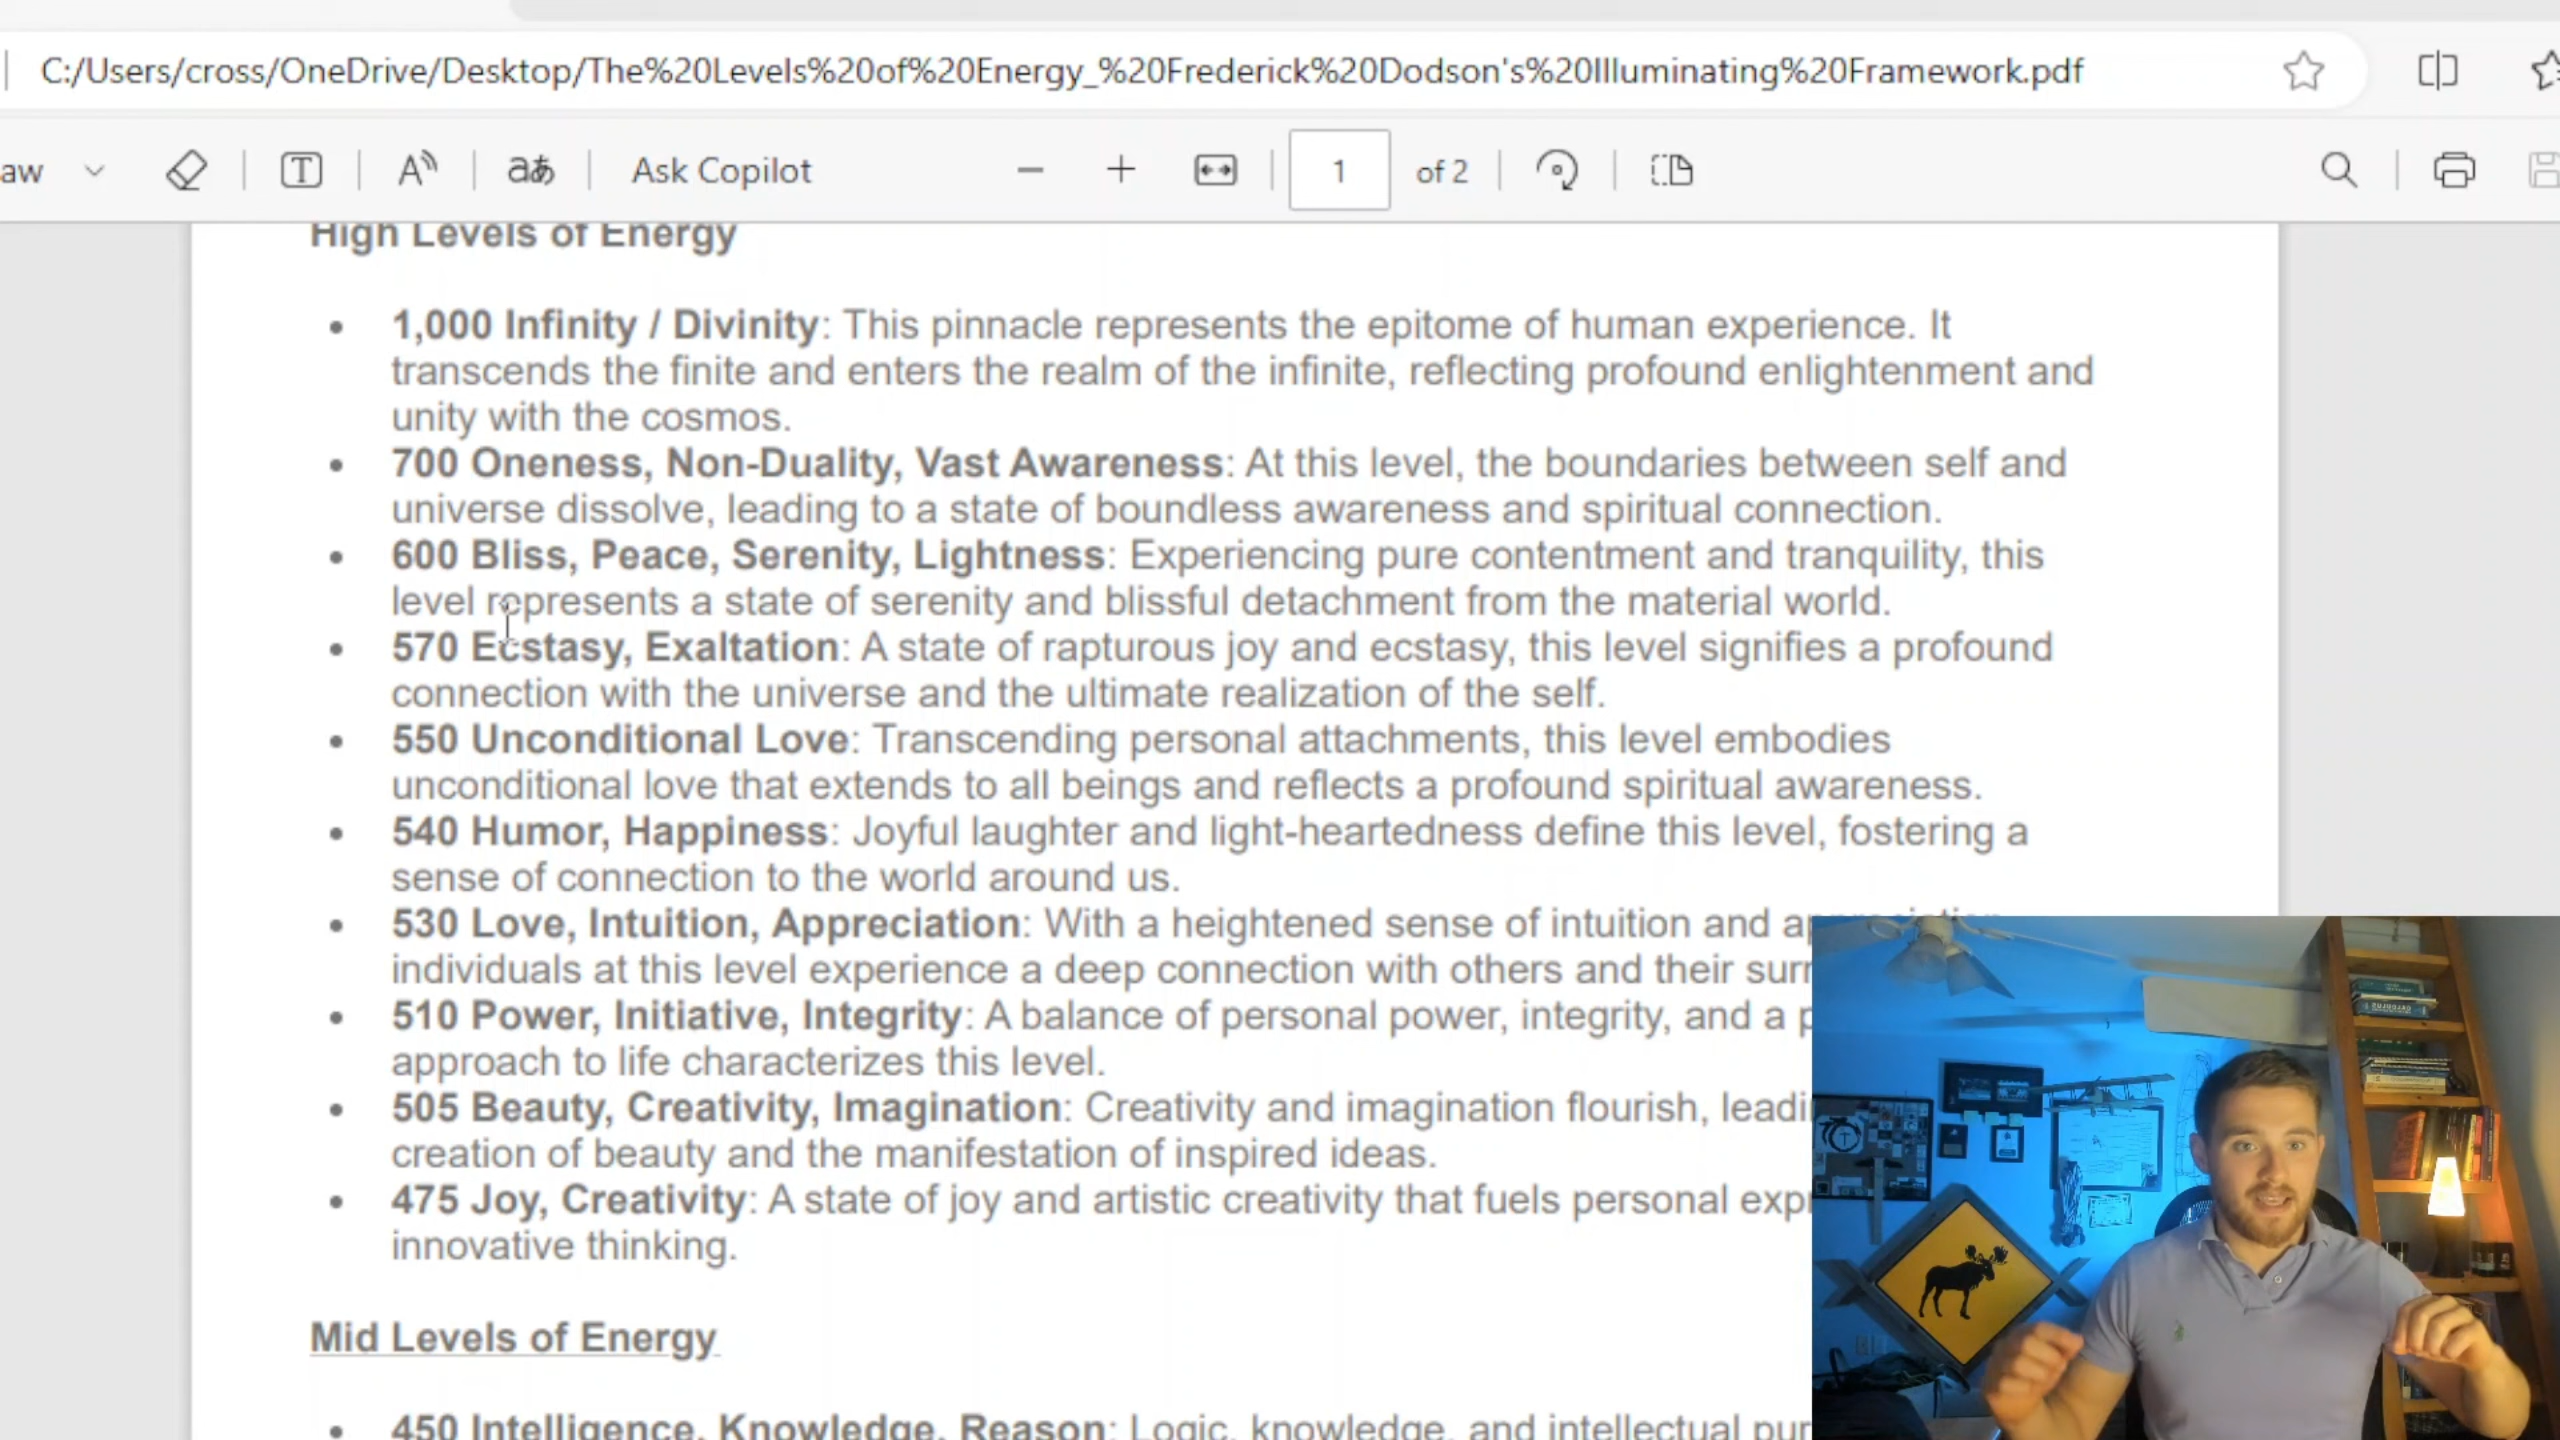 C:/Users/cross/OneDrive/Desktop/The%20Levels%20of%20Energy_%20Frederick%20Dodson's%20Illuminating%20Framework.pdf
aw
T
A
aあ
Ask Copilot
1 of 2
High Levels of Energy
• 1,000 Infinity / Divinity: This pinnacle represents the epitome of human experience. It
transcends the finite and enters the realm of the infinite, reflecting profound enlightenment and
unity with the cosmos.
• 700 Oneness, Non-Duality, Vast Awareness: At this level, the boundaries between self and
universe dissolve, leading to a state of boundless awareness and spiritual connection.
• 600 Bliss, Peace, Serenity, Lightness: Experiencing pure contentment and tranquility, this
level represents a state of serenity and blissful detachment from the material world.
• 570 Ecstasy, Exaltation: A state of rapturous joy and ecstasy, this level signifies a profound
connection with the universe and the ultimate realization of the self.
• 550 Unconditional Love: Transcending personal attachments, this level embodies
unconditional love that extends to all beings and reflects a profound spiritual awareness.
• 540 Humor, Happiness: Joyful laughter and light-heartedness define this level, fostering a
sense of connection to the world around us.
• 530 Love, Intuition, Appreciation: With a heightened sense of intuition and
individuals at this level experience a deep connection with others and their
• 510 Power, Initiative, Integrity: A balance of personal power, integrity, and a
approach to life characterizes this level.
• 505 Beauty, Creativity, Imagination: Creativity and imagination flourish,
creation of beauty and the manifestation of inspired ideas.
• 475 Joy, Creativity: A state of joy and artistic creativity that fuels personal
innovative thinking.
Mid Levels of Energy
• 450 Intelligence, Knowledge, Reason: Logic, knowledge, and intellectual